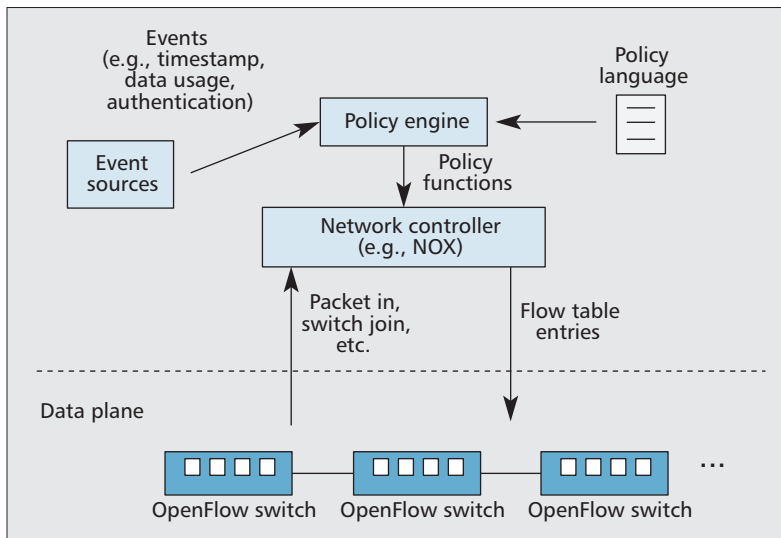 Events
(e.g., timestamp,
data usage,
authentication)
Policy
language
Policy engine
Event
sources
Policy
functions
Network controller
(e.g., NOX)
Packet in,
switch join,
etc.
Flow table
entries
Data plane
...
OpenFlow switch
OpenFlow switch
OpenFlow switch